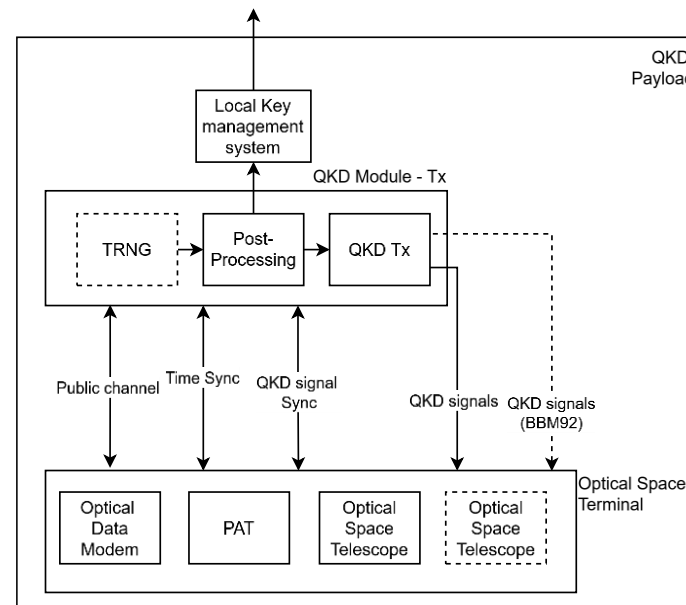 QKD
Payload
Local Key
management
system
QKD Module - Tx
TRNG
Post-
Processing
QKD Tx
Public channel
Time Sync
QKD signal
Sync
QKD signals
QKD signals
(BBM92)
Optical Space
Terminal
Optical
Data
Modem
PAT
Optical
Space
Telescope
Optical
Space
Telescope